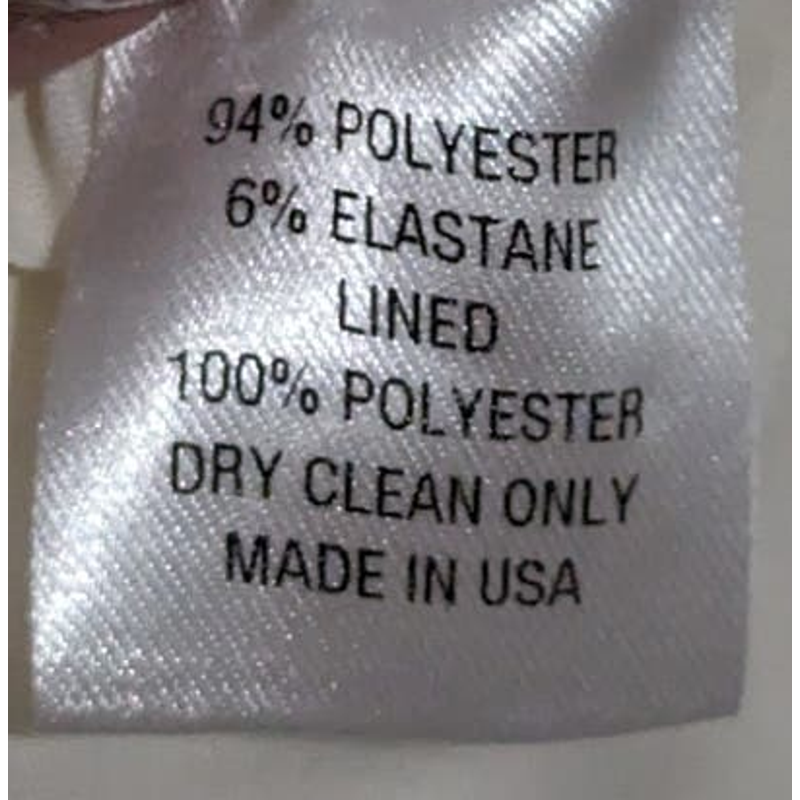 94% POLYESTER
6% ELASTANE
LINED
100% POLYESTER
DRY CLEAN ONLY
MADE IN USA